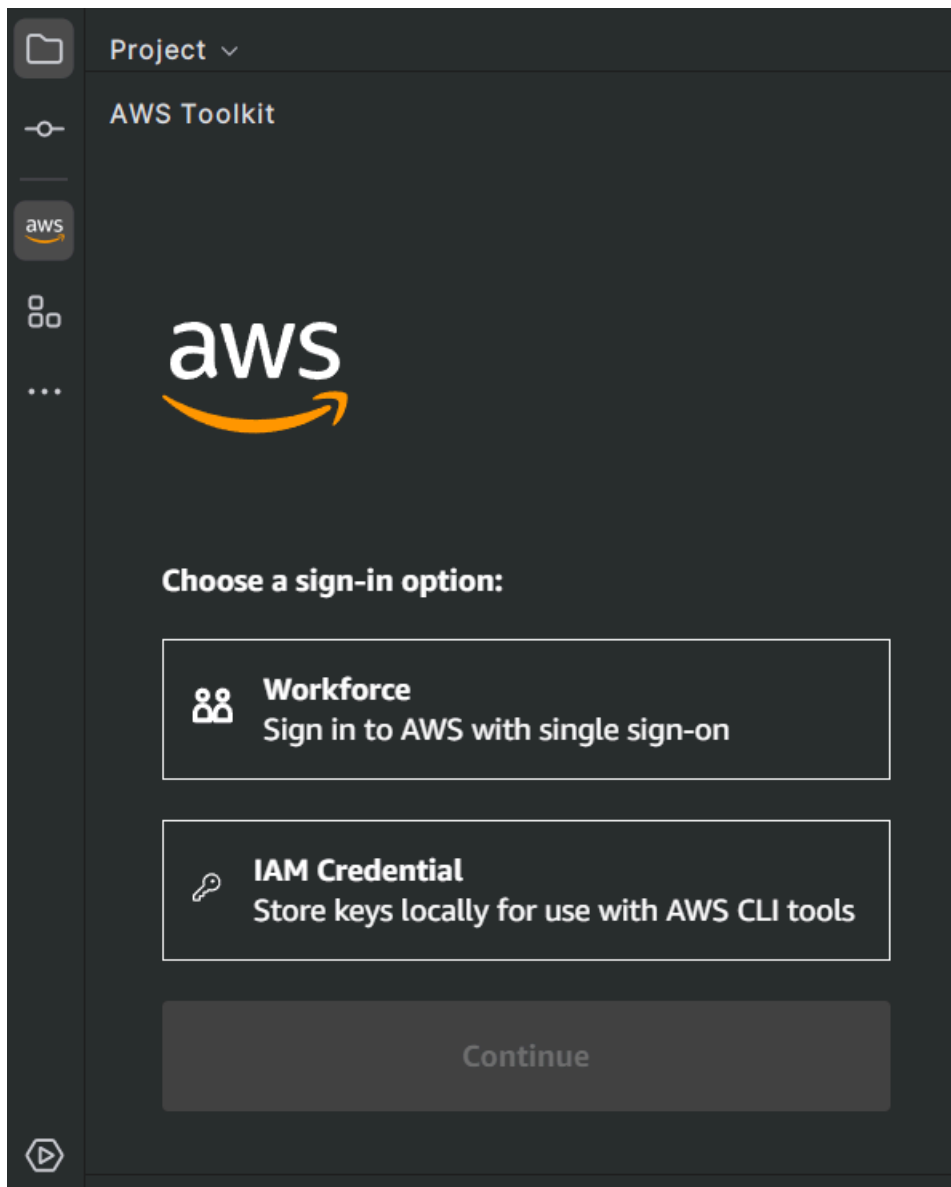 Project
AWS Toolkit
aws
aws
Choose a sign-in option:
Workforce
Sign in to AWS with single sign-on
IAM Credential
Store keys locally for use with AWS CLI tools
Continue